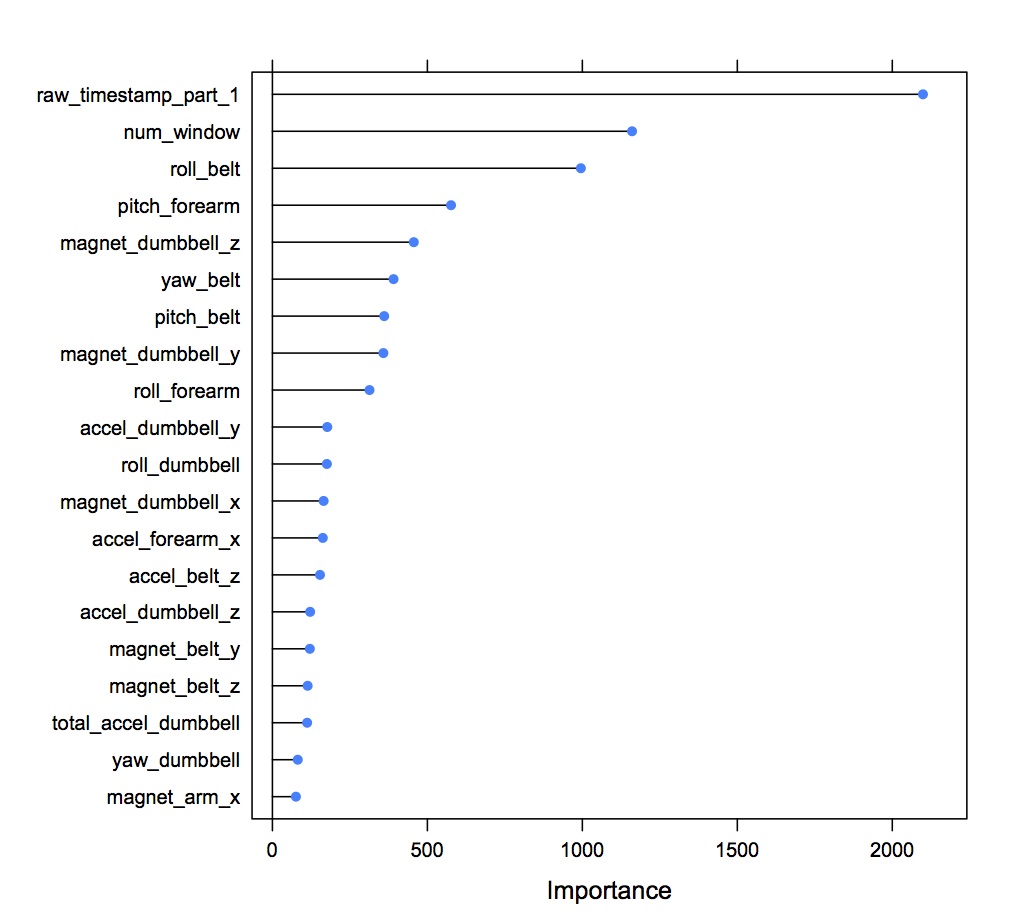 raw_timestamp_part_1
num_window
roll_belt
pitch_forearm
magnet_dumbbell_z
yaw_belt
pitch_belt
magnet_dumbbell_y
roll_forearm
accel_dumbbell_y
roll_dumbbell
magnet_dumbbell_x
accel_forearm_x
accel_belt_z
accel_dumbbell_z
magnet_belt_y
magnet_belt_z
total_accel_dumbbell
yaw_dumbbell
magnet_arm_x
0 500 1000 1500 2000
Importance